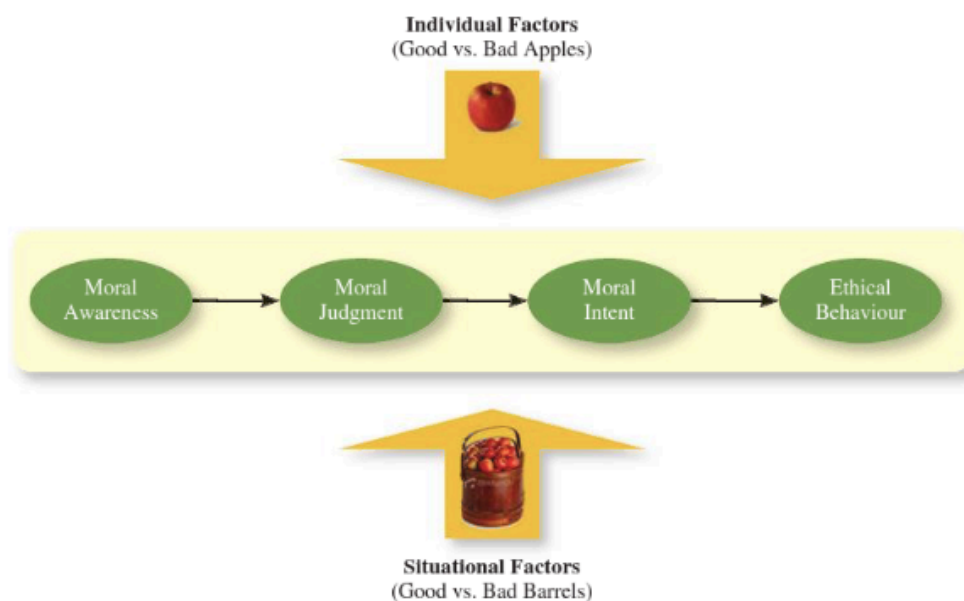 Individual Factors
(Good vs. Bad Apples)
Moral
Awareness
Moral
Judgment
Moral
Intent
Ethical
Behaviour
Situational Factors
(Good vs. Bad Barrels)